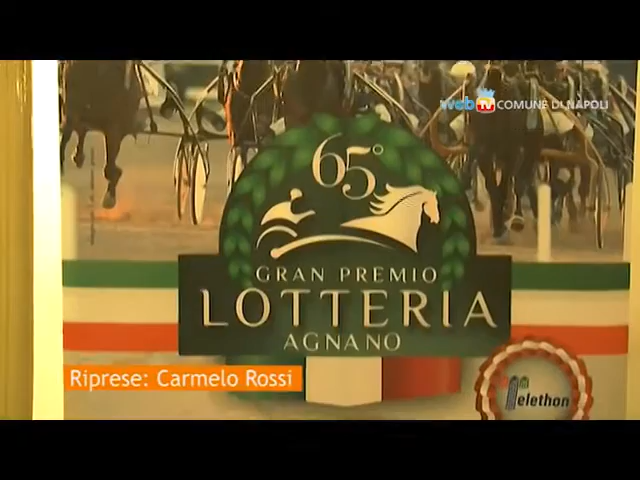 web tv COMUNE DI NAPOLI
65°
GRAN PREMIO
LOTTERIA
AGNANO
Riprese: Carmelo Rossi
Telethon